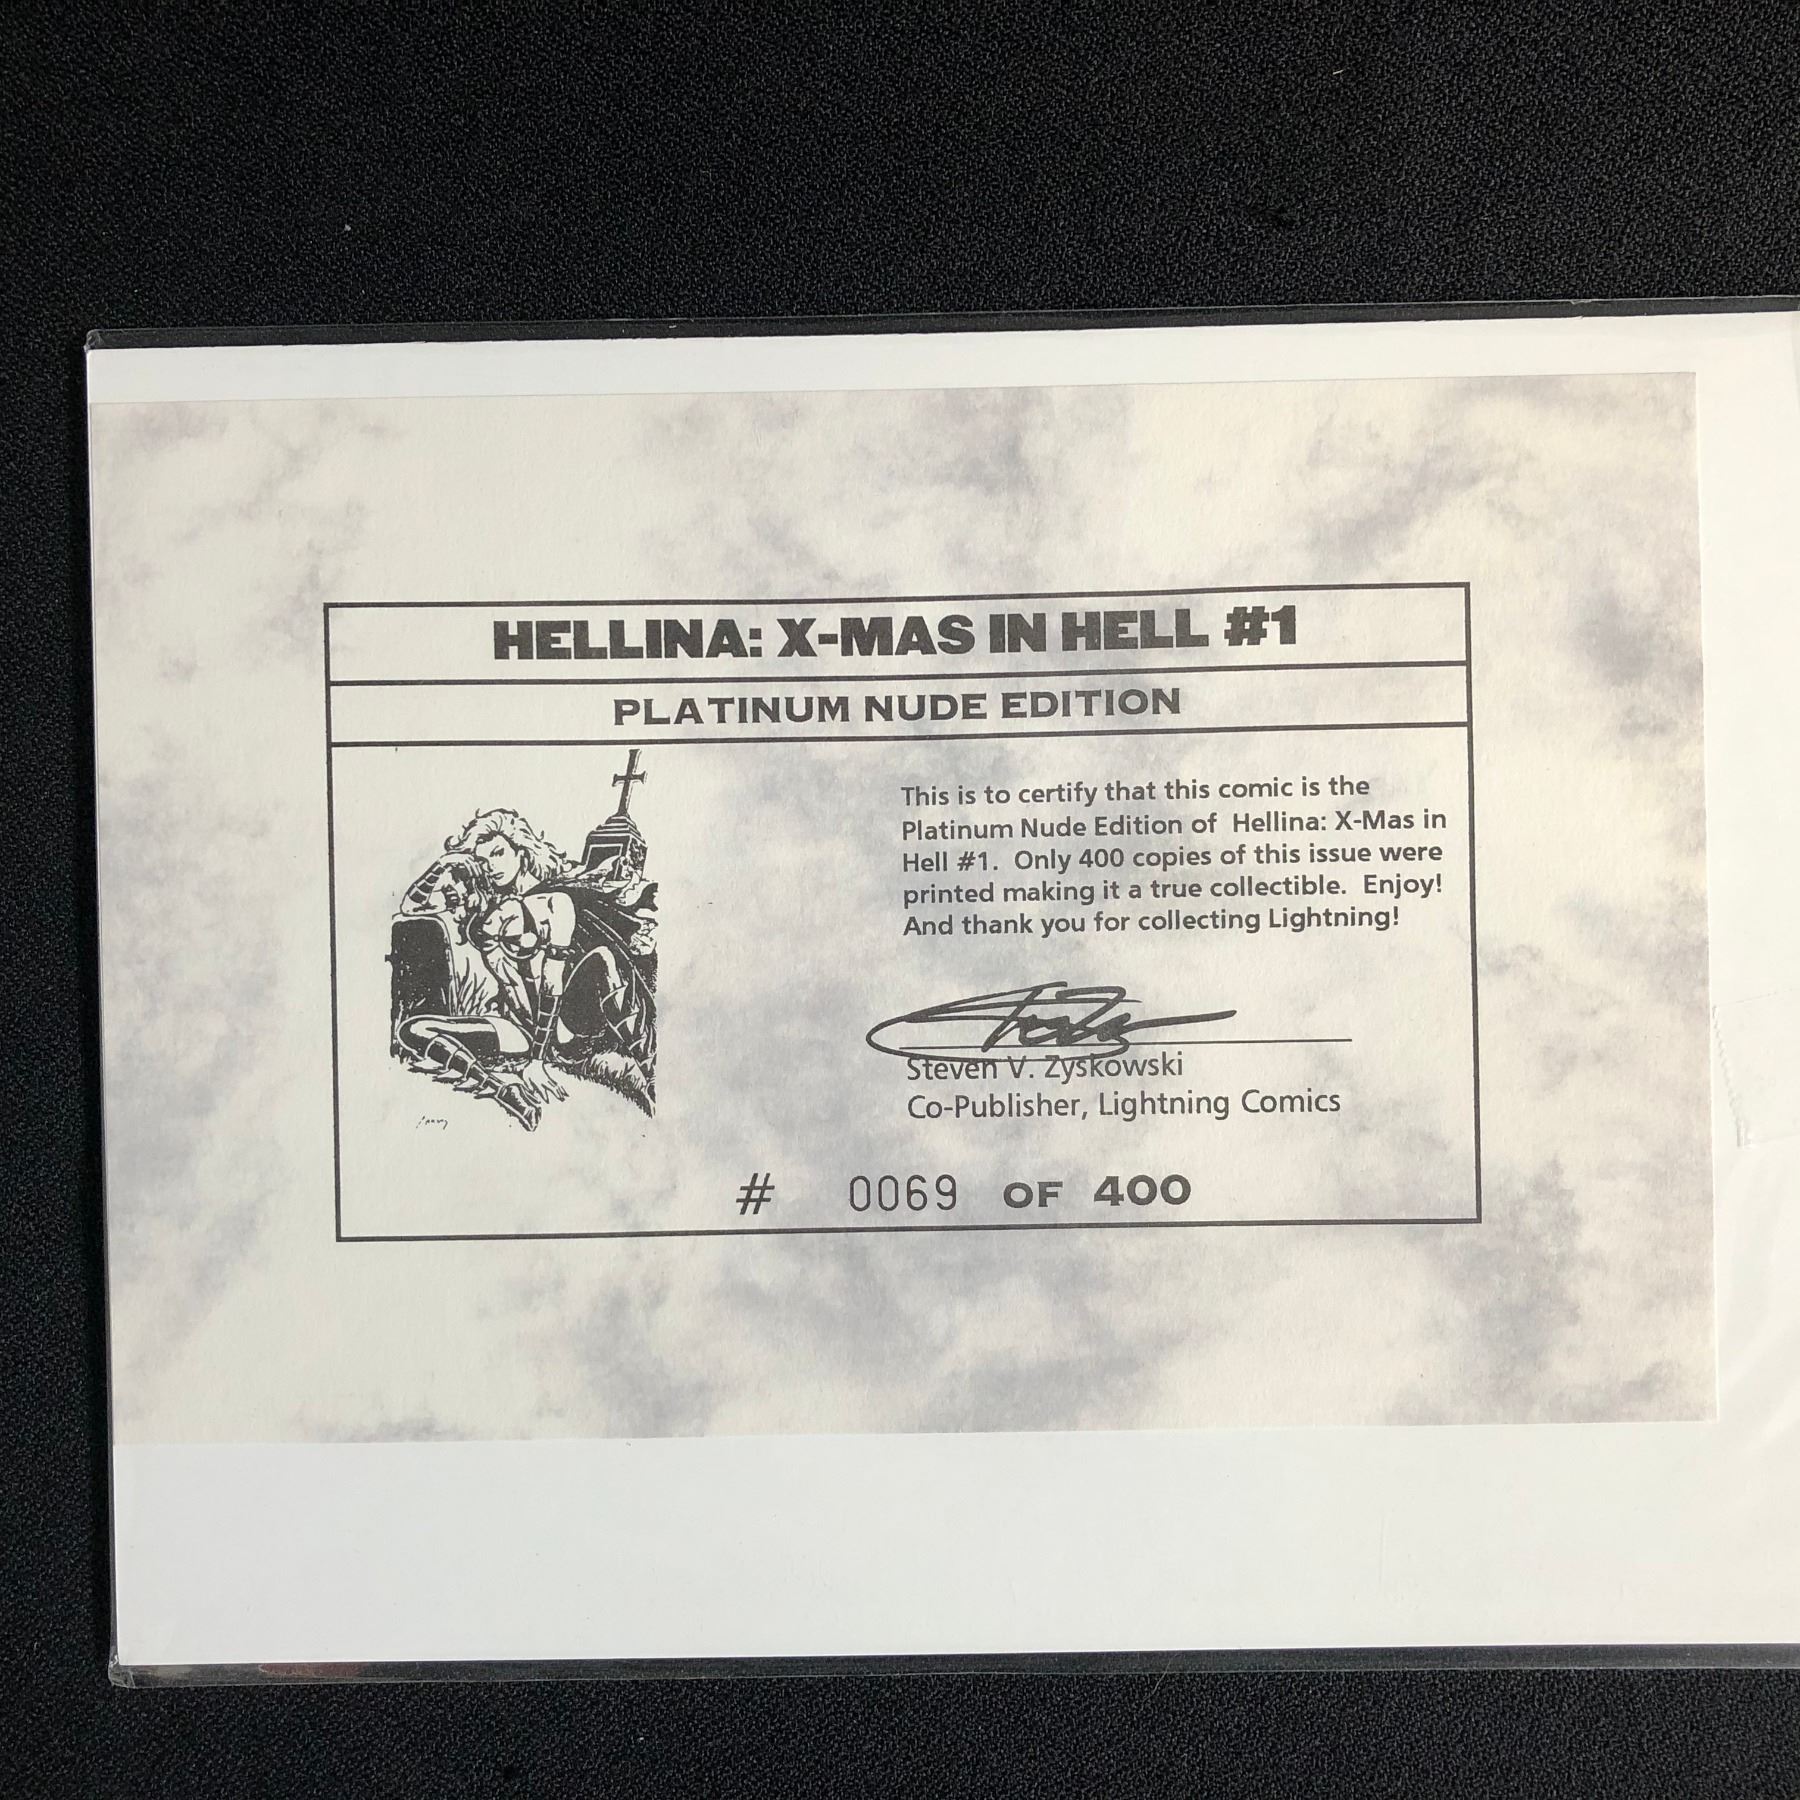 HELLINA: X-MAS IN HELL #1
PLATINUM NUDE EDITION
This is to certify that this comic is the
Platinum Nude Edition of Hellina: X-Mas in
Hell #1. Only 400 copies of this issue were
printed making it a true collectible. Enjoy!
And thank you for collecting Lightning!
Steven V. Zyskowski
Co-Publisher, Lightning Comics
# 0069 OF 400